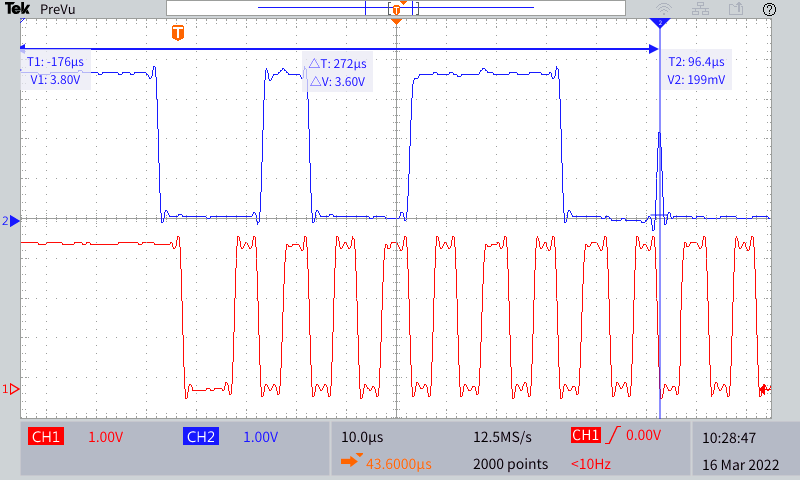 Tek PreVu
T
T
2
T1: -176µs
V1: 3.80V
△T: 272µs
△V: 3.60V
T2: 96.4µs
V2: 199mV
2
1
CH1 1.00V
CH2 1.00V
10.0µs
43.6000µs
12.5MS/s
2000 points
CH1 0.00V
<10Hz
10:28:47
16 Mar 2022